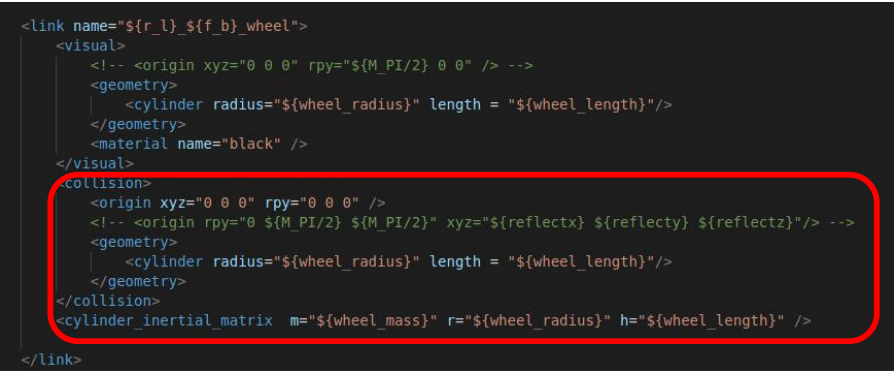 <link name="${r_l}_${f_b}_wheel">
<visual>
<!-- <origin xyz="0 0 0" rpy="${M_PI/2} 0 0" /> -->
<geometry>
<cylinder radius="${wheel_radius}" length = "${wheel_length}"/>
</geometry>
<material name="black" />
</visual>
<collision>
<origin xyz="0 0 0" rpy="0 0 0" />
<!-- <origin rpy="0 ${M_PI/2} ${M_PI/2}" xyz="${reflectx} ${reflecty} ${reflectz}"/> -->
<geometry>
<cylinder radius="${wheel_radius}" length = "${wheel_length}"/>
</geometry>
</collision>
<cylinder_inertial_matrix  m="${wheel_mass}" r="${wheel_radius}" h="${wheel_length}" />
</link>